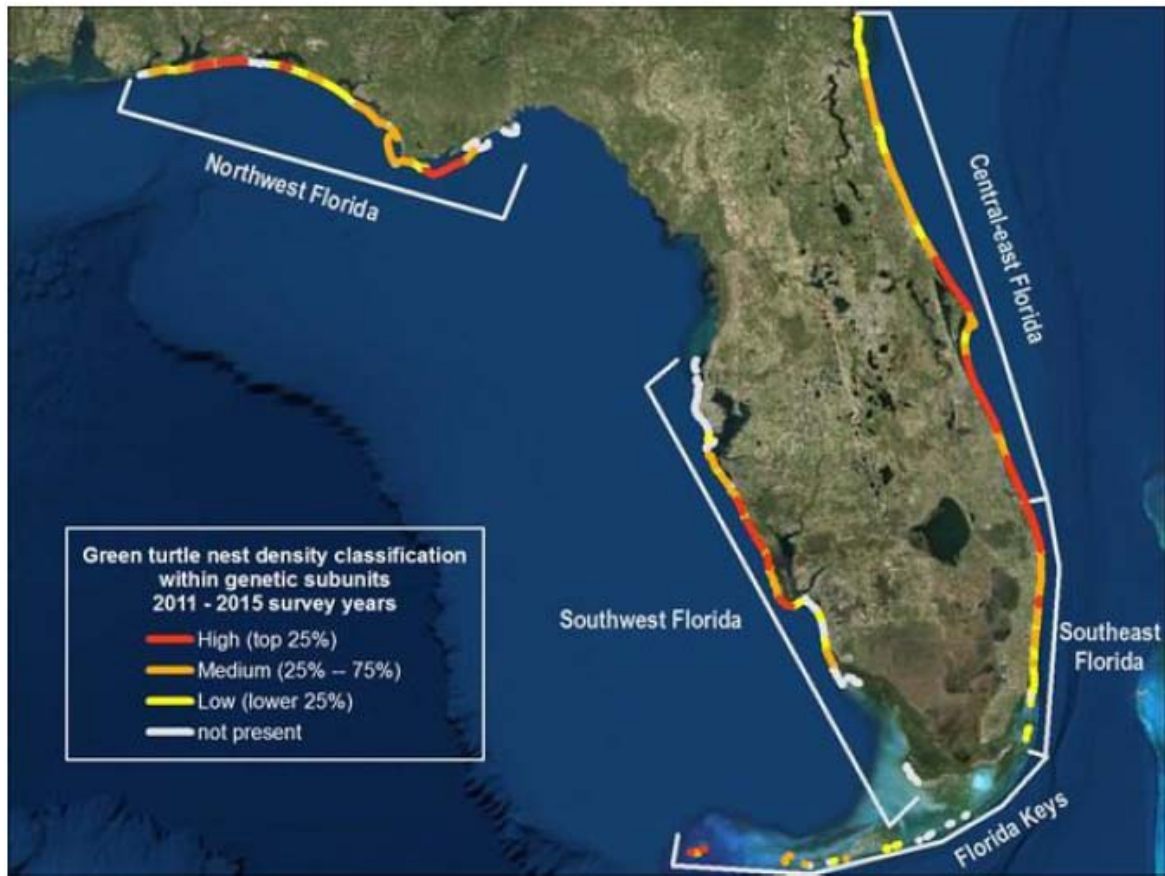 Northwest Florida
Central-east Florida
Green turtle nest density classification
within genetic subunits
2011 - 2015 survey years
High (top 25%)
Medium (25% -- 75%)
Low (lower 25%)
not present
Southwest Florida
Southeast
Florida
Florida Keys